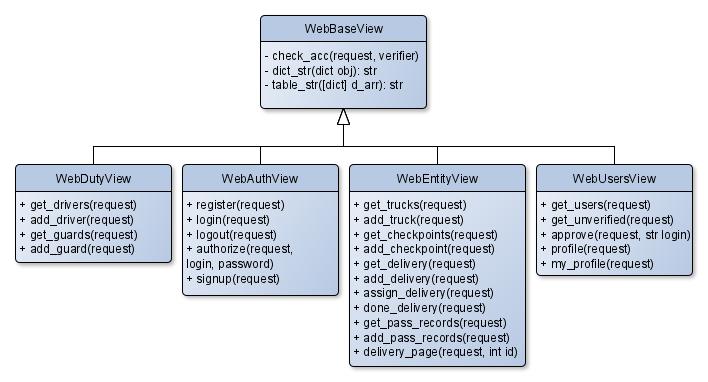 WebBaseView
- check_acc(request, verifier)
- dict_str(dict obj): str
- table_str([dict] d_arr): str
WebDutyView
+ get_drivers(request)
+ add_driver(request)
+ get_guards(request)
+ add_guard(request)
WebAuthView
+ register(request)
+ login(request)
+ logout(request)
+ authorize(request,
login, password)
+ signup(request)
WebEntityView
+ get_trucks(request)
+ add_truck(request)
+ get_checkpoints(request)
+ add_checkpoint(request)
+ get_delivery(request)
+ add_delivery(request)
+ assign_delivery(request)
+ done_delivery(request)
+ get_pass_records(request)
+ add_pass_records(request)
+ delivery_page(request, int id)
WebUsersView
+ get_users(request)
+ get_unverified(request)
+ approve(request, str login)
+ profile(request)
+ my_profile(request)